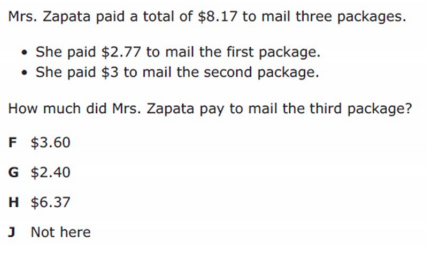 Mrs. Zapata paid a total of $8.17 to mail three packages.
• She paid $2.77 to mail the first package.
• She paid $3 to mail the second package.
How much did Mrs. Zapata pay to mail the third package?
F $3.60
G $2.40
H $6.37
J Not here